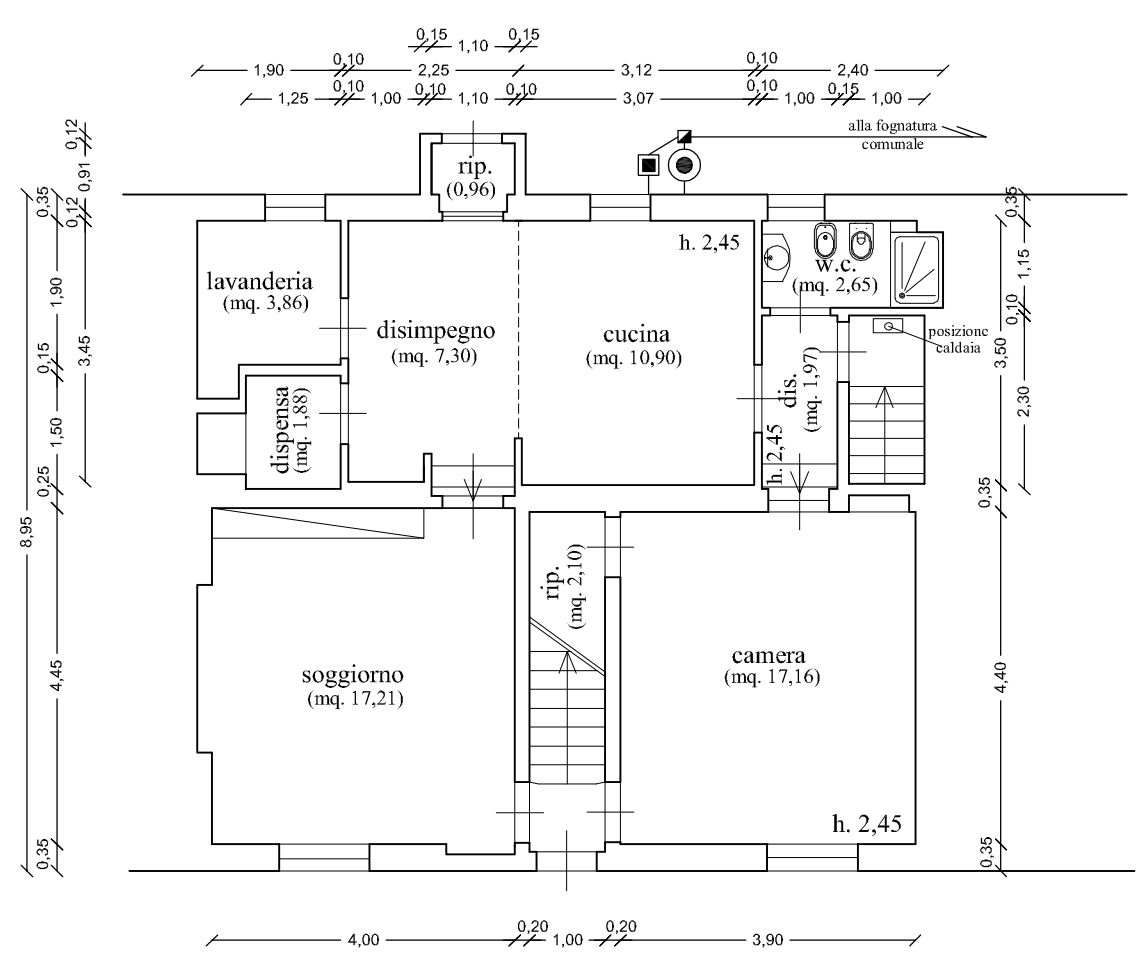 0,15
1,10
0,15
1,90
0,10
2,25
3,12
0,10
2,40
1,25
0,10
1,00
0,10
1,10
0,10
3,07
0,10
1,00
0,15
1,00
alla fognatura
comunale
0,12
0,91
0,12
0,35
1,90
3,45
0,15
1,50
0,25
8,95
4,45
0,35
rip.
(0,96)
h. 2,45
lavanderia
(mq. 3,86)
disimpegno
(mq. 7,30)
cucina
(mq. 10,90)
w.c.
(mq. 2,65)
dis.
(mq. 1,97)
h. 2,45
posizione
caldaia
dispensa
(mq. 1,88)
rip.
(mq. 2,10)
soggiorno
(mq. 17,21)
camera
(mq. 17,16)
h. 2,45
0,35
1,15
0,10
3,50
2,30
0,35
4,40
0,35
4,00
0,20
1,00
0,20
3,90